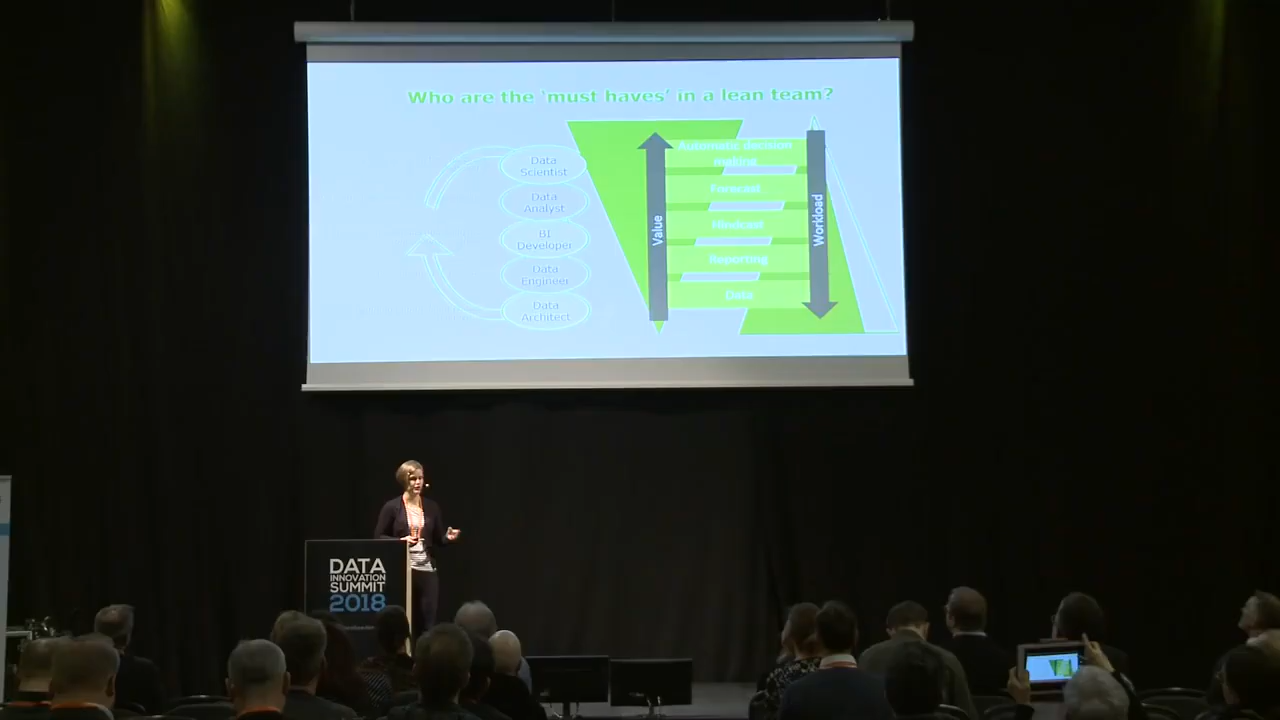 Who are the 'must haves' in a lean team?
Data
Scientist
Data
Analyst
BI
Developer
Data
Engineer
Data
Architect
Value
Automatic decision
making
Forecast
Hindcast
Reporting
Data
Workload
DATA
INNOVATION
SUMMIT
2018